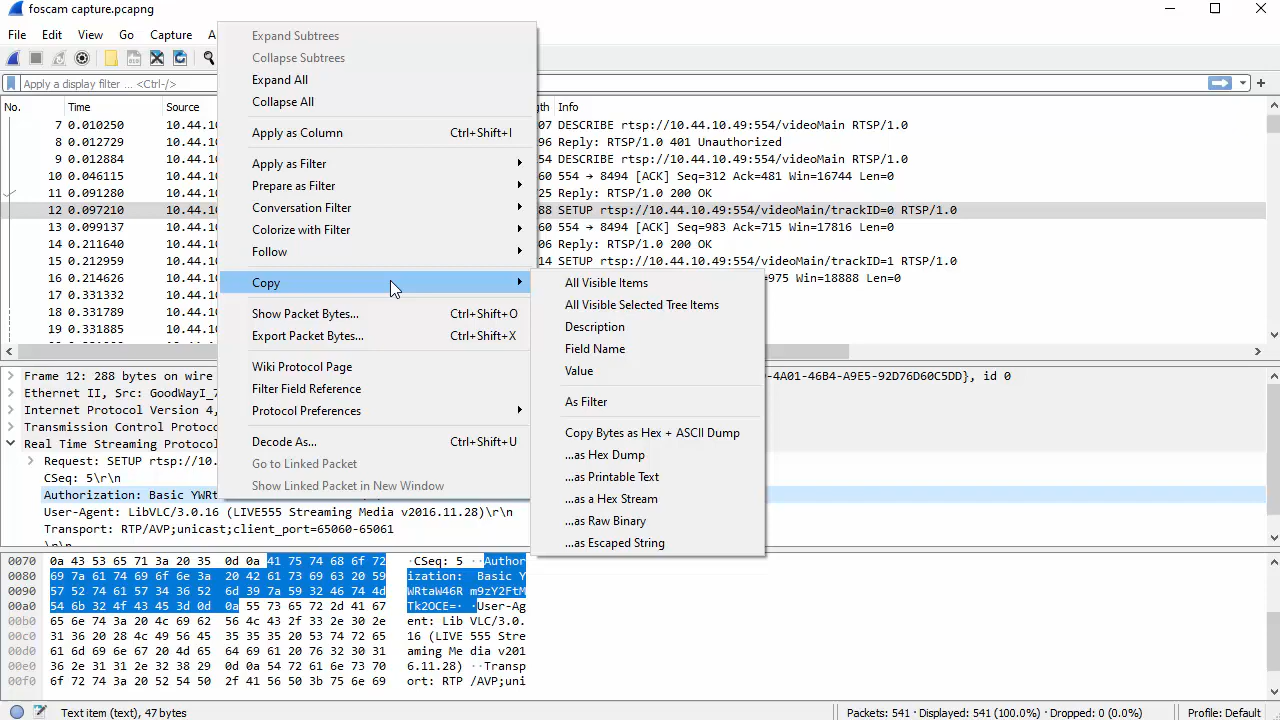 foscam capture.pcapng
File Edit View Go Capture A
Apply a display filter ... <Ctrl-/>
No. Time Source gth Info
7 0.010250 10.44.10 07 DESCRIBE rtsp://10.44.10.49:554/videoMain RTSP/1.0
8 0.012729 10.44.10 96 Reply: RTSP/1.0 401 Unauthorized
9 0.012884 10.44.10 54 DESCRIBE rtsp://10.44.10.49:554/videoMain RTSP/1.0
10 0.046115 10.44.10 554 → 8494 [ACK] Seq=312 Ack=481 Win=16744 Len=0
11 0.091280 10.44.10 25 Reply: RTSP/1.0 200 OK
12 0.097210 10.44.10 88 SETUP rtsp://10.44.10.49:554/videoMain/trackID=0 RTSP/1.0
13 0.099137 10.44.10 554 → 8494 [ACK] Seq=983 Ack=715 Win=17816 Len=0
14 0.211640 10.44.10 06 Reply: RTSP/1.0 200 OK
15 0.212959 10.44.10 14 SETUP rtsp://10.44.10.49:554/videoMain/trackID=1 RTSP/1.0
16 0.214626 10.44.10 =975 Win=18888 Len=0
17 0.331332 10.44.10
18 0.331789 10.44.10
19 0.331885 10.44.10
Expand Subtrees
Collapse Subtrees
Expand All
Collapse All
Apply as Column Ctrl+Shift+I
Apply as Filter
Prepare as Filter
Conversation Filter
Colorize with Filter
Follow
Copy
Show Packet Bytes... Ctrl+Shift+O
Export Packet Bytes... Ctrl+Shift+X
Wiki Protocol Page
Filter Field Reference
Protocol Preferences
Decode As... Ctrl+Shift+U
Go to Linked Packet
Show Linked Packet in New Window
All Visible Items
All Visible Selected Tree Items
Description
Field Name
Value
As Filter
Copy Bytes as Hex + ASCII Dump
...as Hex Dump
...as Printable Text
...as a Hex Stream
...as Raw Binary
...as Escaped String
Frame 12: 288 bytes on wire -4A01-46B4-A9E5-92D76D60C5DD}, id 0
Ethernet II, Src: GoodWayI_7
Internet Protocol Version 4,
Transmission Control Protoco
Real Time Streaming Protocol
Request: SETUP rtsp://10.
CSeq: 5\r\n
Authorization: Basic YWRt
User-Agent: LibVLC/3.0.16 (LIVE555 Streaming Media v2016.11.28)\r\n
Transport: RTP/AVP;unicast;client_port=65060-65061
\r\n
0070 0a 43 53 65 71 3a 20 35 0d 0a 41 75 74 68 6f 72 ·CSeq: 5 ··Author
0080 69 7a 61 74 69 6f 6e 3a 20 42 61 73 69 63 20 59 ization: Basic Y
0090 57 52 74 61 57 34 36 52 6d 39 7a 59 32 46 74 4d WRtaW46R m9zY2FtM
00a0 54 6b 32 4f 43 45 3d 0d 0a 55 73 65 72 2d 41 67 Tk2OCE=· ·User-Ag
00b0 65 6e 74 3a 20 4c 69 62 56 4c 43 2f 33 2e 30 2e ent: Lib VLC/3.0.
00c0 31 36 20 28 4c 49 56 45 35 35 35 20 53 74 72 65 16 (LIVE 555 Stre
00d0 61 6d 69 6e 67 20 4d 65 64 69 61 20 76 32 30 31 aming Me dia v201
00e0 36 2e 31 31 2e 32 38 29 0d 0a 54 72 61 6e 73 70 6.11.28) ··Transp
00f0 6f 72 74 3a 20 52 54 50 2f 41 56 50 3b 75 6e 69 ort: RTP /AVP;uni
Text item (text), 47 bytes Packets: 541 · Displayed: 541 (100.0%) · Dropped: 0 (0.0%) Profile: Default